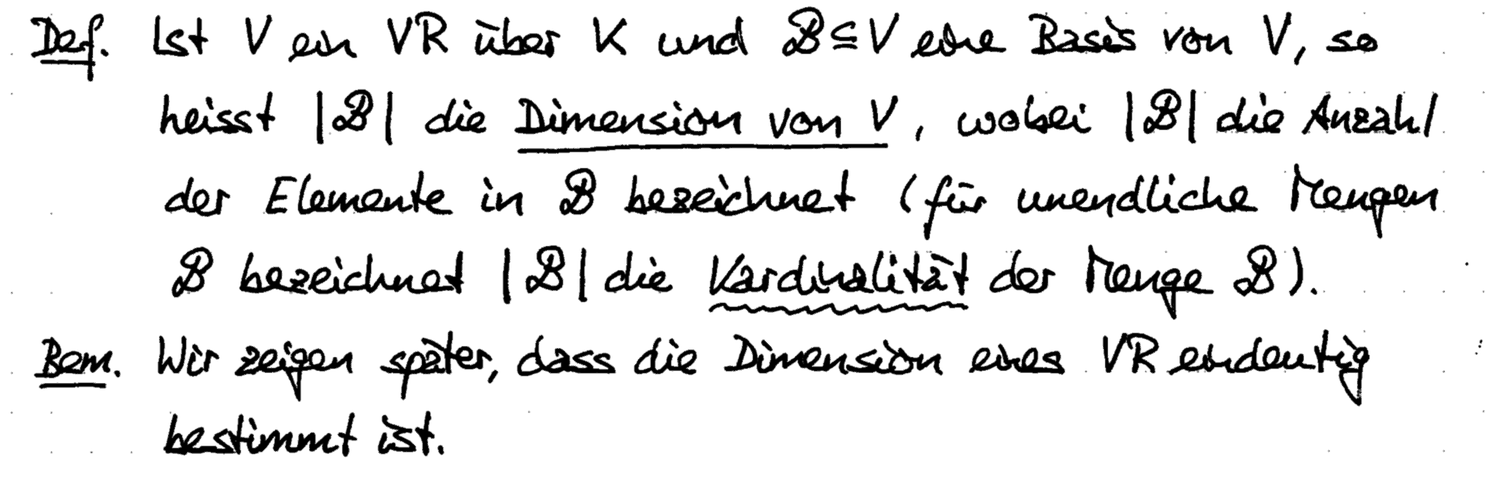 Def. Ist V ein VR über K und ℬ ⊆ V eine Basis von V, so
heisst |ℬ| die Dimension von V, wobei |ℬ| die Anzahl
der Elemente in ℬ bezeichnet (für unendliche Mengen
ℬ bezeichnet |ℬ| die Kardinalität der Menge ℬ).
Bem. Wir zeigen später, dass die Dimension eines VR eindeutig
bestimmt ist.